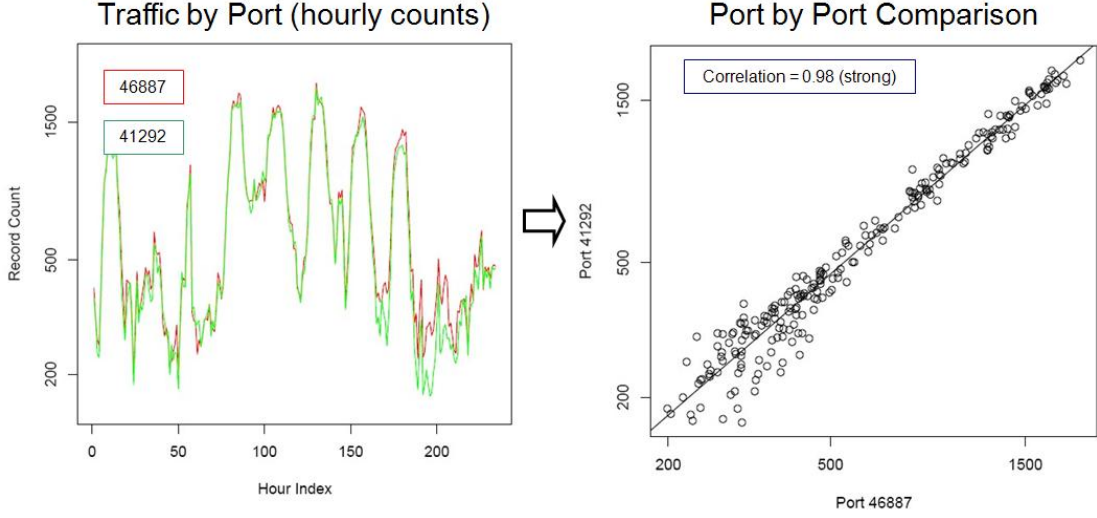 Traffic by Port (hourly counts)
46887
41292
Record Count
1500
500
200
0
50
100
150
200
Hour Index
Port by Port Comparison
Correlation = 0.98 (strong)
Port 41292
1500
500
200
200
500
1500
Port 46887